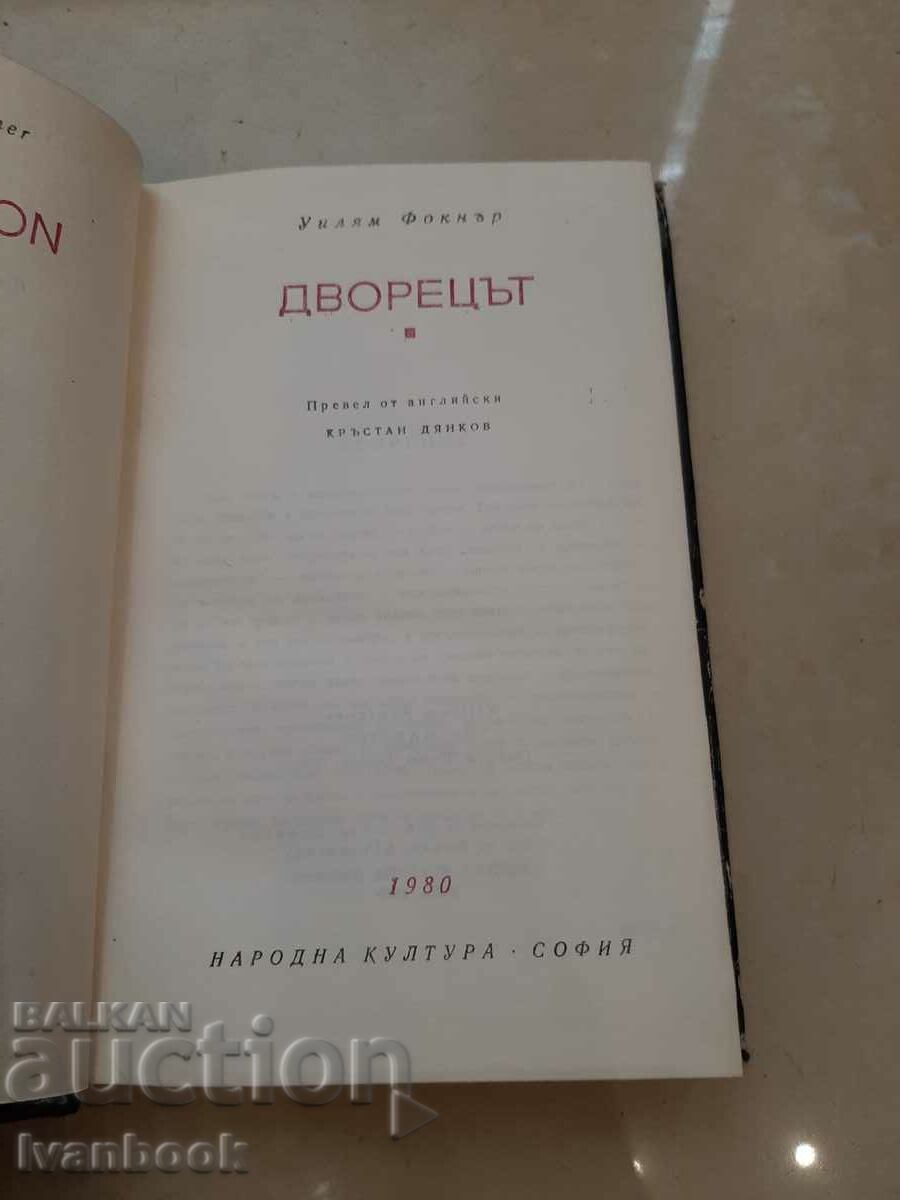 ON
Уилям Фокнър
ДВОРЕЦЪТ
Превел от английски
КРЪСТАН ДЯНКОВ
1980
НАРОДНА КУЛТУРА · СОФИЯ
BALKAN
auction
Ivanbook